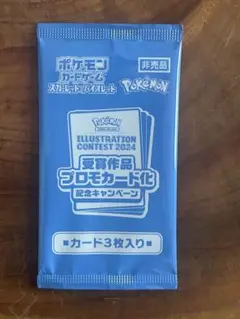 ポケモン
カードゲーム
スカーレット&バイオレット
非売品
Pokémon
Pokémon
ILLUSTRATION
CONTEST 2024
受賞作品
プロモカード化
記念キャンペーン
■カード3枚入り■